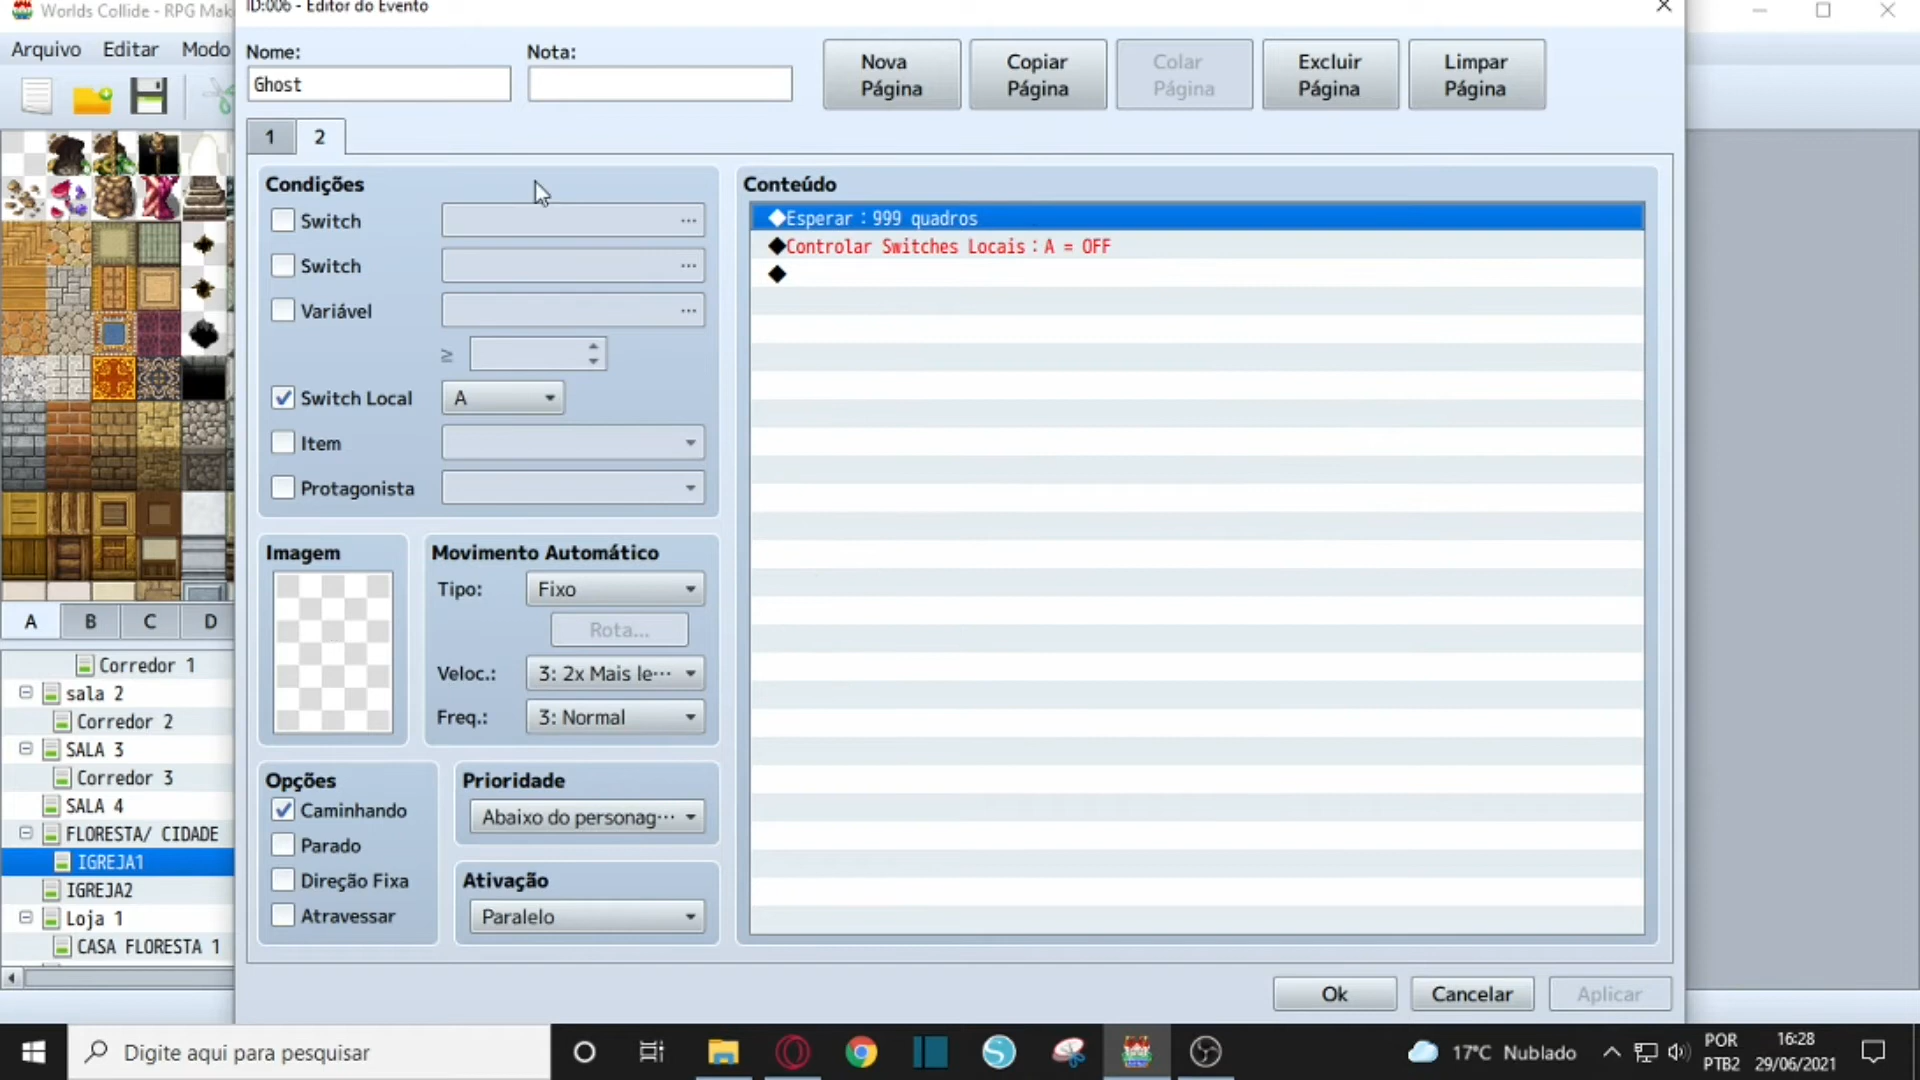 Worlds Collide - RPG Mak
ID:006 - Editor do Evento
Arquivo Editar Modo
Nome:
Nota:
Ghost
Nova Página
Copiar Página
Colar Página
Excluir Página
Limpar Página
1 2
Condições
Switch ...
Switch ...
Variável ...
≥
Switch Local A
Item
Protagonista
Conteúdo
◆Esperar：999 quadros
◆Controlar Switches Locais：A = OFF
◆
Imagem
Movimento Automático
Tipo: Fixo
Rota...
Veloc.: 3: 2x Mais le...
Freq.: 3: Normal
Opções
Caminhando
Parado
Direção Fixa
Atravessar
Prioridade
Abaixo do personag...
Ativação
Paralelo
Ok Cancelar Aplicar
A B C D
Corredor 1
sala 2
Corredor 2
SALA 3
Corredor 3
SALA 4
FLORESTA/ CIDADE
IGREJA1
IGREJA2
Loja 1
CASA FLORESTA 1
Digite aqui para pesquisar
17°C Nublado
POR
PTB2
16:28
29/06/2021